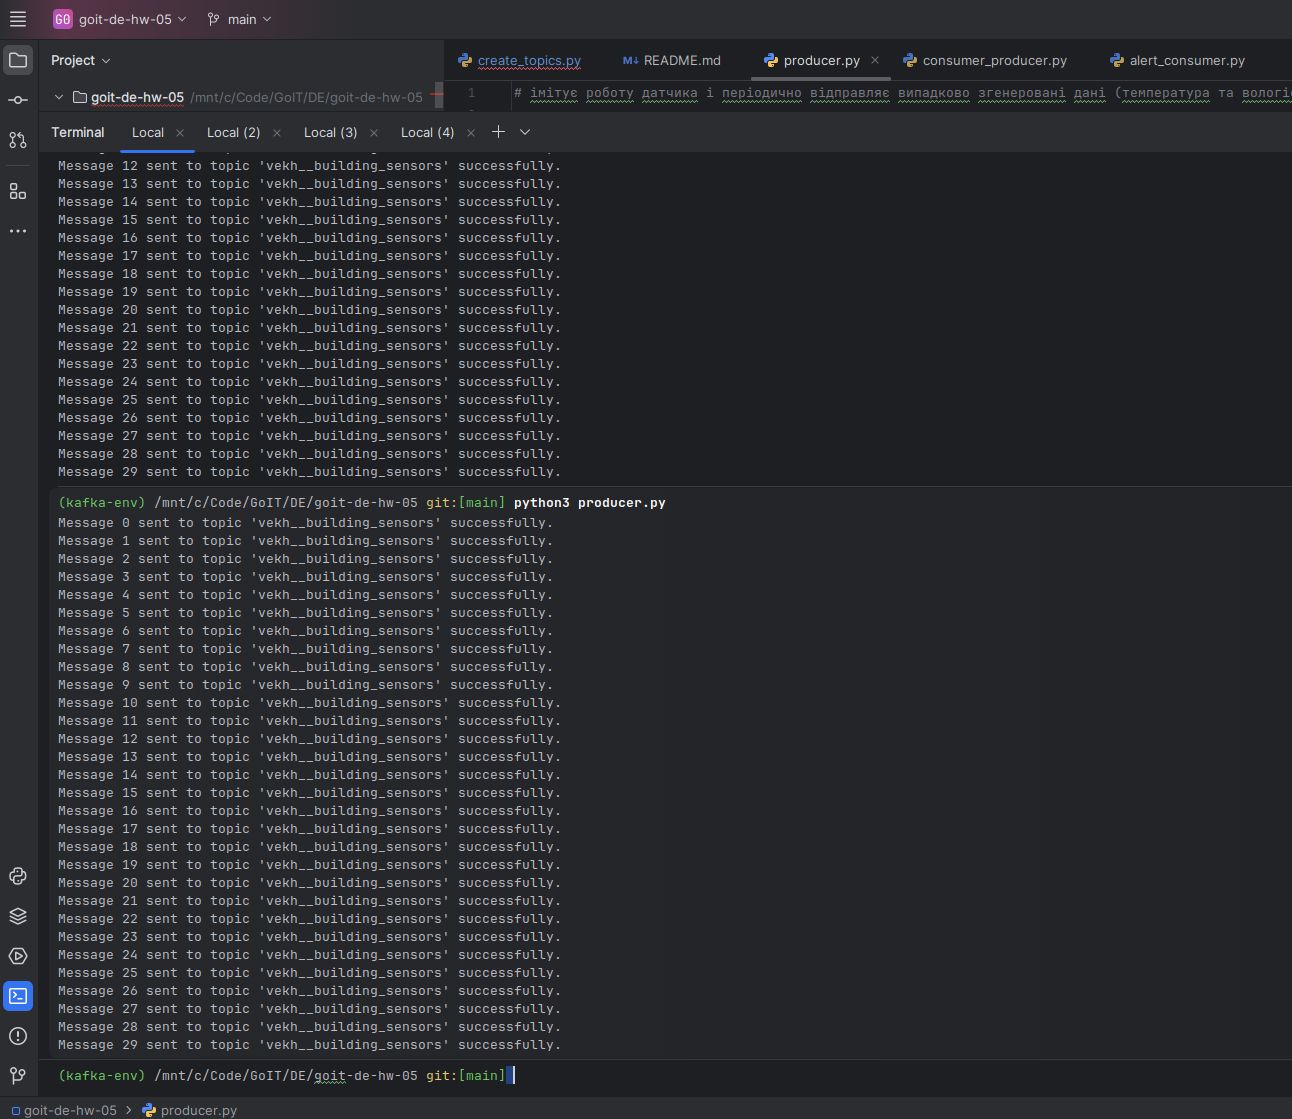 GO goit-de-hw-05 main
Project
create_topics.py README.md producer.py consumer_producer.py alert_consumer.py
goit-de-hw-05 /mnt/c/Code/GoIT/DE/goit-de-hw-05
1 # імітує роботу датчика і періодично відправляє випадково згенеровані дані (температура та
Terminal Local Local (2) Local (3) Local (4)
Message 12 sent to topic 'vekh__building_sensors' successfully.
Message 13 sent to topic 'vekh__building_sensors' successfully.
Message 14 sent to topic 'vekh__building_sensors' successfully.
Message 15 sent to topic 'vekh__building_sensors' successfully.
Message 16 sent to topic 'vekh__building_sensors' successfully.
Message 17 sent to topic 'vekh__building_sensors' successfully.
Message 18 sent to topic 'vekh__building_sensors' successfully.
Message 19 sent to topic 'vekh__building_sensors' successfully.
Message 20 sent to topic 'vekh__building_sensors' successfully.
Message 21 sent to topic 'vekh__building_sensors' successfully.
Message 22 sent to topic 'vekh__building_sensors' successfully.
Message 23 sent to topic 'vekh__building_sensors' successfully.
Message 24 sent to topic 'vekh__building_sensors' successfully.
Message 25 sent to topic 'vekh__building_sensors' successfully.
Message 26 sent to topic 'vekh__building_sensors' successfully.
Message 27 sent to topic 'vekh__building_sensors' successfully.
Message 28 sent to topic 'vekh__building_sensors' successfully.
Message 29 sent to topic 'vekh__building_sensors' successfully.
(kafka-env) /mnt/c/Code/GoIT/DE/goit-de-hw-05 git:[main] python3 producer.py
Message 0 sent to topic 'vekh__building_sensors' successfully.
Message 1 sent to topic 'vekh__building_sensors' successfully.
Message 2 sent to topic 'vekh__building_sensors' successfully.
Message 3 sent to topic 'vekh__building_sensors' successfully.
Message 4 sent to topic 'vekh__building_sensors' successfully.
Message 5 sent to topic 'vekh__building_sensors' successfully.
Message 6 sent to topic 'vekh__building_sensors' successfully.
Message 7 sent to topic 'vekh__building_sensors' successfully.
Message 8 sent to topic 'vekh__building_sensors' successfully.
Message 9 sent to topic 'vekh__building_sensors' successfully.
Message 10 sent to topic 'vekh__building_sensors' successfully.
Message 11 sent to topic 'vekh__building_sensors' successfully.
Message 12 sent to topic 'vekh__building_sensors' successfully.
Message 13 sent to topic 'vekh__building_sensors' successfully.
Message 14 sent to topic 'vekh__building_sensors' successfully.
Message 15 sent to topic 'vekh__building_sensors' successfully.
Message 16 sent to topic 'vekh__building_sensors' successfully.
Message 17 sent to topic 'vekh__building_sensors' successfully.
Message 18 sent to topic 'vekh__building_sensors' successfully.
Message 19 sent to topic 'vekh__building_sensors' successfully.
Message 20 sent to topic 'vekh__building_sensors' successfully.
Message 21 sent to topic 'vekh__building_sensors' successfully.
Message 22 sent to topic 'vekh__building_sensors' successfully.
Message 23 sent to topic 'vekh__building_sensors' successfully.
Message 24 sent to topic 'vekh__building_sensors' successfully.
Message 25 sent to topic 'vekh__building_sensors' successfully.
Message 26 sent to topic 'vekh__building_sensors' successfully.
Message 27 sent to topic 'vekh__building_sensors' successfully.
Message 28 sent to topic 'vekh__building_sensors' successfully.
Message 29 sent to topic 'vekh__building_sensors' successfully.
(kafka-env) /mnt/c/Code/GoIT/DE/goit-de-hw-05 git:[main]
goit-de-hw-05 > producer.py